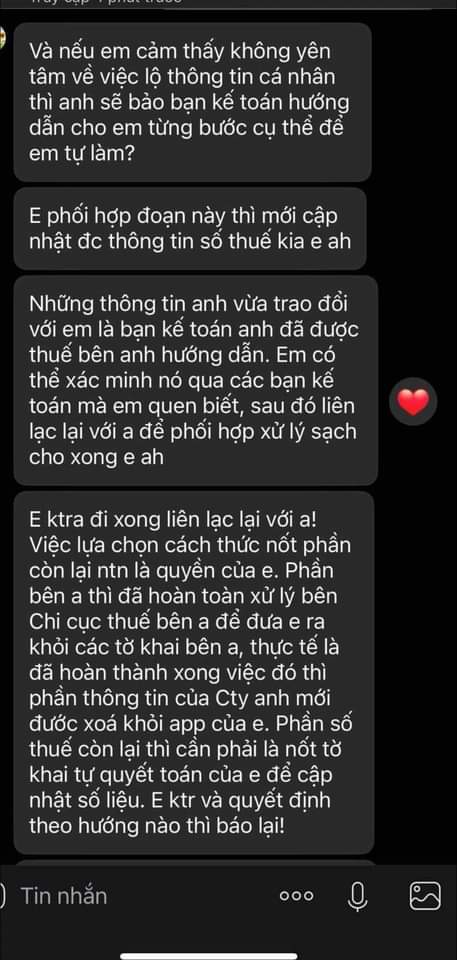 Và nếu em cảm thấy không yên
tâm về việc lộ thông tin cá nhân
thì anh sẽ bảo bạn kế toán hướng
dẫn cho em từng bước cụ thể để
em tự làm?
E phối hợp đoạn này thì mới cập
nhật đc thông tin số thuế kia e ah
Những thông tin anh vừa trao đổi
với em là bạn kế toán anh đã được
thuế bên anh hướng dẫn. Em có
thể xác minh nó qua các bạn kế
toán mà em quen biết, sau đó liên
lạc lại với a để phối hợp xử lý sạch
cho xong e ah
E ktra đi xong liên lạc lại với a!
Việc lựa chọn cách thức nốt phần
còn lại ntn là quyền của e. Phần
bên a thì đã hoàn toàn xử lý bên
Chi cục thuế bên a để đưa e ra
khỏi các tờ khai bên a, thực tế là
đã hoàn thành xong việc đó thì
phần thông tin của Cty anh mới
đước xoá khỏi app của e. Phần số
thuế còn lại thì cần phải là nốt tờ
khai tự quyết toán của e để cập
nhật số liệu. E ktr và quyết định
theo hướng nào thì báo lại!
Tin nhắn